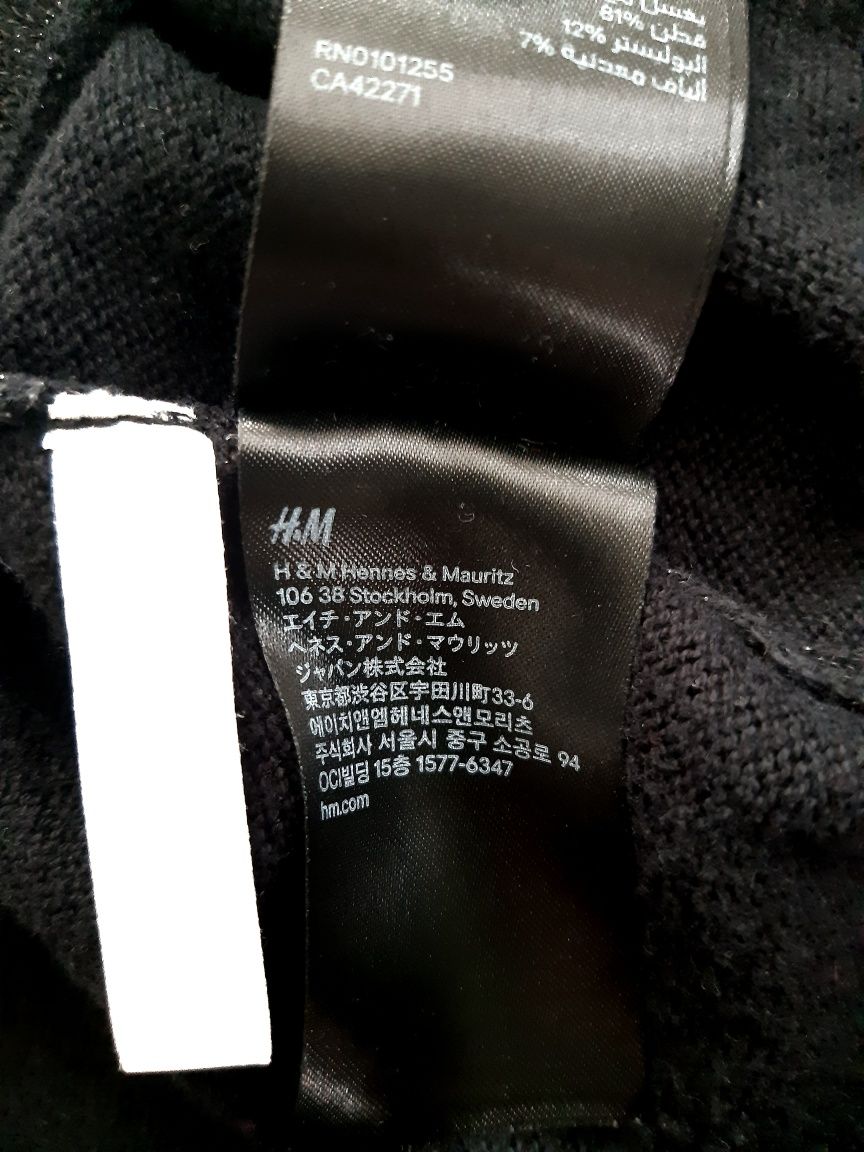 RN0101255
CA42271
قطن 81%
البوليستر 12%
ألياف معدنية 7%
H&M
H & M Hennes & Mauritz
106 38 Stockholm, Sweden
エイチ・アンド・エム
ヘネス・アンド・マウリッツ
ジャパン株式会社
東京都渋谷区宇田川町33-6
에이치앤엠헤네스앤모리츠
주식회사 서울시 중구 소공로 94
OCI빌딩 15층 1577-6347
hm.com